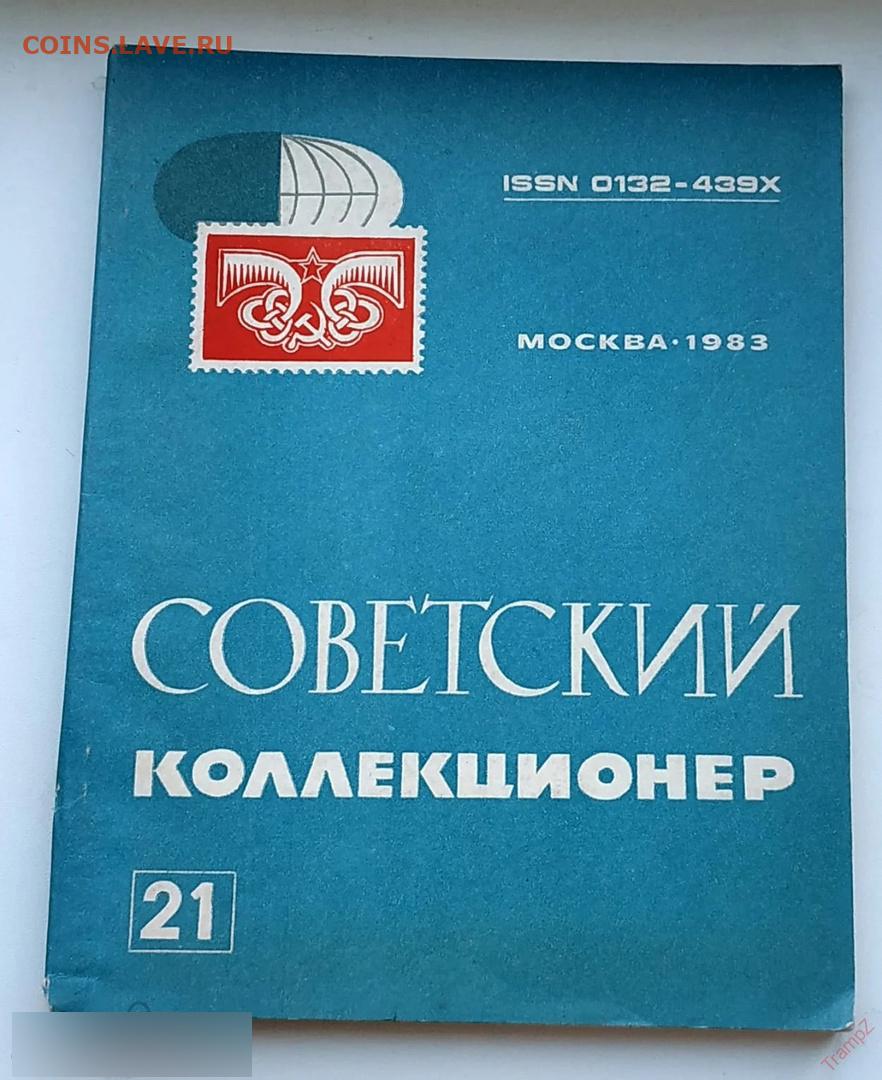 COINS.LAVE.RU
ISSN 0132-439X
МОСКВА·1983
СОВЕТСКИЙ
КОЛЛЕКЦИОНЕР
21
TrampZ